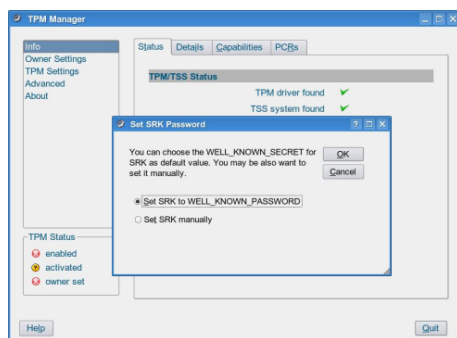 TPM Manager
Info
Owner Settings
TPM Settings
Advanced
About
Status
Details
Capabilities
PCRs
TPM/TSS Status
TPM driver found
TSS system found
Set SRK Password
You can choose the WELL_KNOWN_SECRET for
SRK as default value. You may be also want to
set it manually.
OK
Cancel
Set SRK to WELL_KNOWN_PASSWORD
Set SRK manually
TPM Status
enabled
activated
owner set
Help
Quit